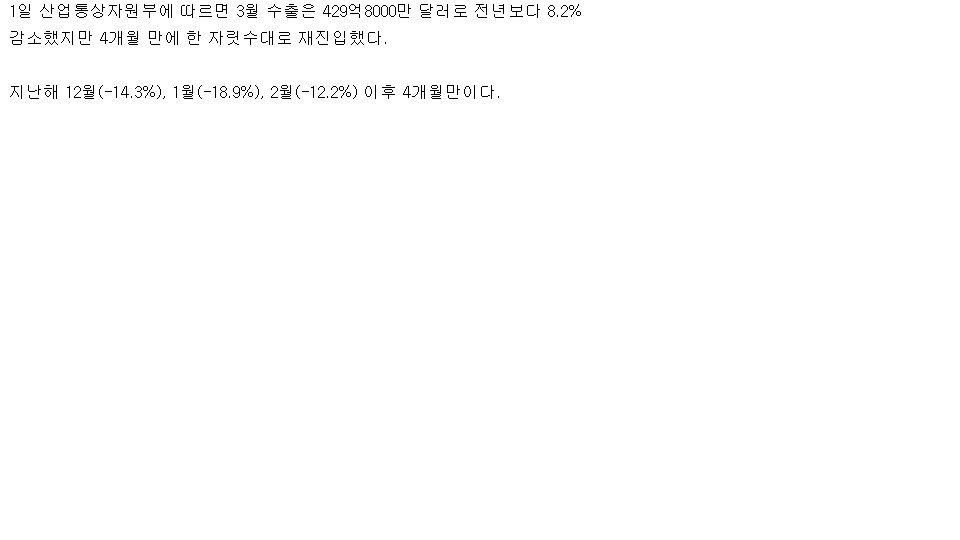 1일 산업통상자원부에 따르면 3월 수출은 429억8000만 달러로 전년보다 8.2%
감소했지만 4개월 만에 한 자릿수대로 재진입했다.
지난해 12월(-14.3%), 1월(-18.9%), 2월(-12.2%) 이후 4개월만이다.